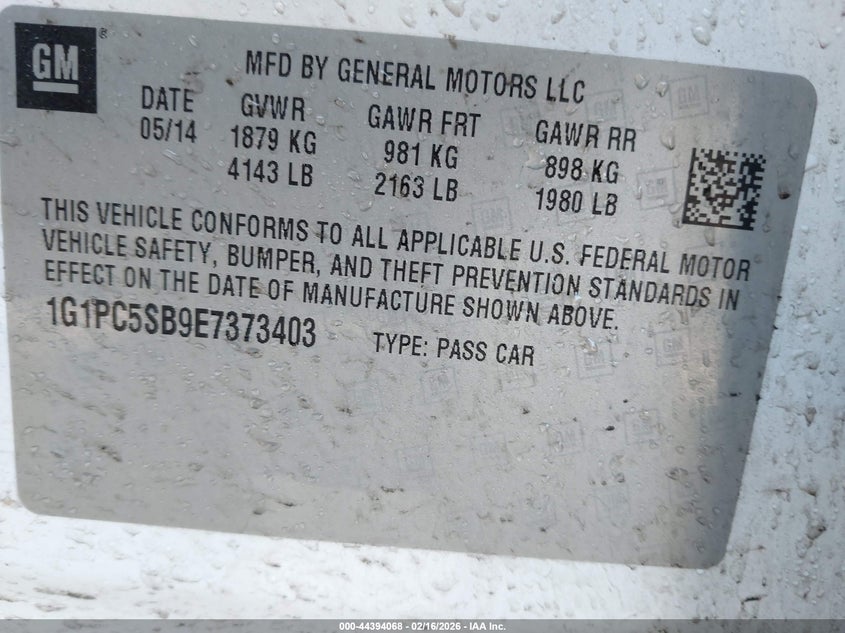 GM
MFD BY GENERAL MOTORS LLC
DATE GVWR GAWR FRT GAWR RR
05/14 1879 KG 981 KG 898 KG
4143 LB 2163 LB 1980 LB
THIS VEHICLE CONFORMS TO ALL APPLICABLE U.S. FEDERAL MOTOR
VEHICLE SAFETY, BUMPER, AND THEFT PREVENTION STANDARDS IN
EFFECT ON THE DATE OF MANUFACTURE SHOWN ABOVE.
1G1PC5SB9E7373403 TYPE: PASS CAR
000-44394068 - 02/16/2026 - IAA Inc.